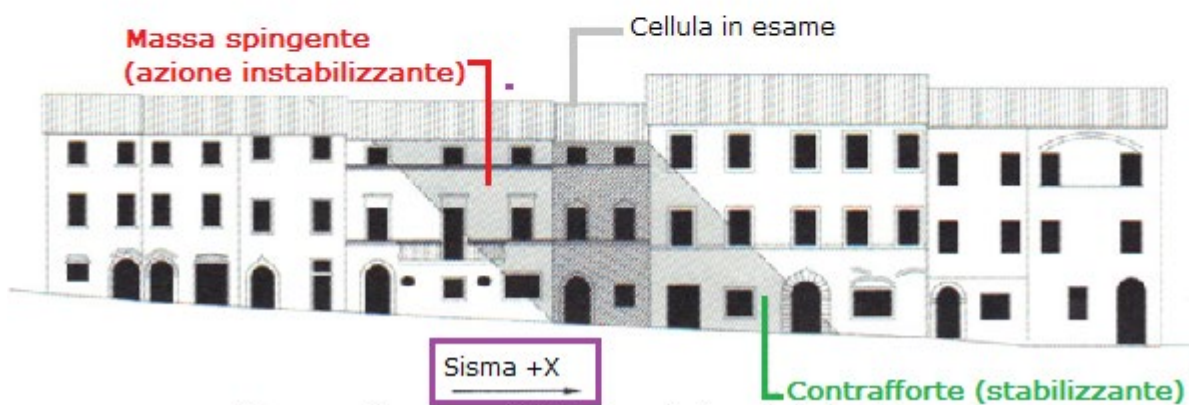 Massa spingente
(azione instabilizzante)
Cellula in esame
Sisma +X
Contrafforte (stabilizzante)